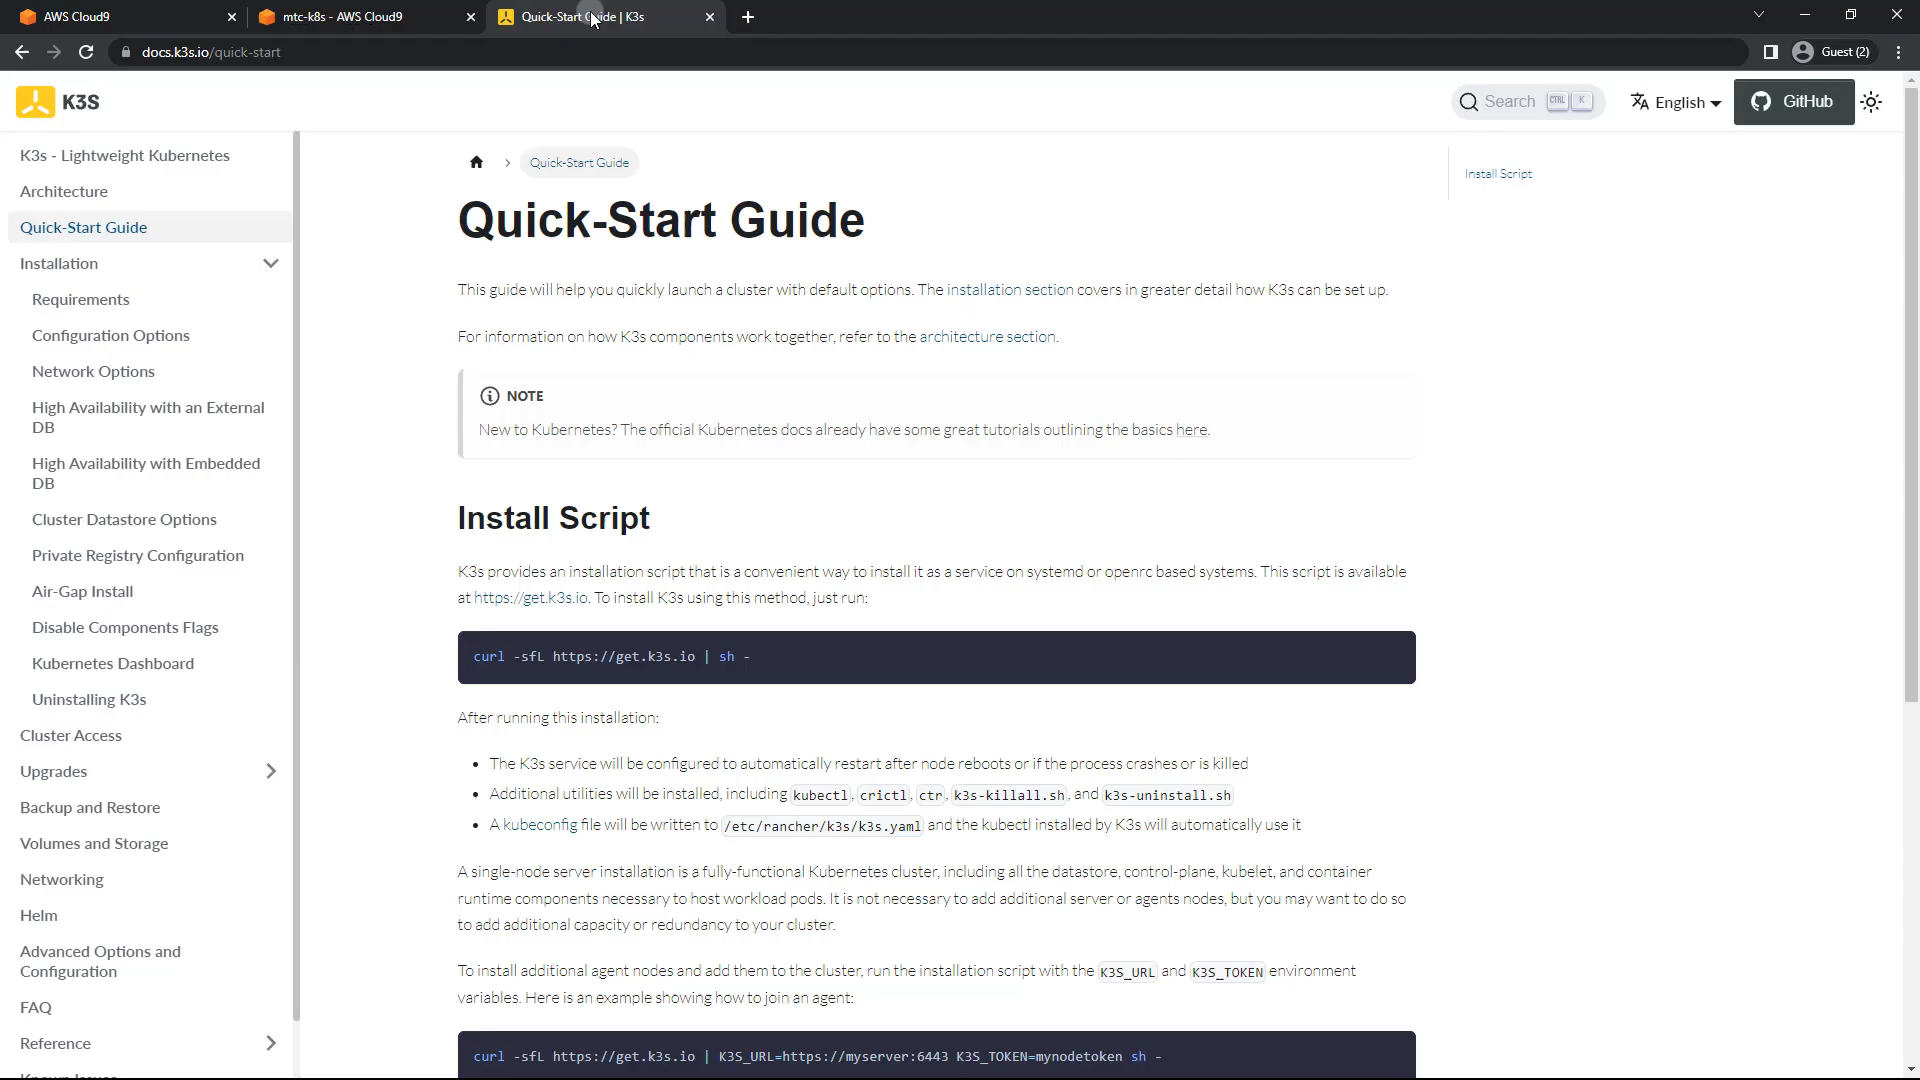 AWS Cloud9
mtc-k8s - AWS Cloud9
Quick-Start Guide | K3s
docs.k3s.io/quick-start
Guest (2)
K3S
Search CTRL K
English
GitHub
K3s - Lightweight Kubernetes
Architecture
Quick-Start Guide
Installation
Requirements
Configuration Options
Network Options
High Availability with an External
DB
High Availability with Embedded
DB
Cluster Datastore Options
Private Registry Configuration
Air-Gap Install
Disable Components Flags
Kubernetes Dashboard
Uninstalling K3s
Cluster Access
Upgrades
Backup and Restore
Volumes and Storage
Networking
Helm
Advanced Options and
Configuration
FAQ
Reference
Known Issues
Quick-Start Guide
Quick-Start Guide
This guide will help you quickly launch a cluster with default options. The installation section covers in greater detail how K3s can be set up.
For information on how K3s components work together, refer to the architecture section.
NOTE
New to Kubernetes? The official Kubernetes docs already have some great tutorials outlining the basics here.
Install Script
K3s provides an installation script that is a convenient way to install it as a service on systemd or openrc based systems. This script is available
at https://get.k3s.io. To install K3s using this method, just run:
curl -sfL https://get.k3s.io | sh -
After running this installation:
• The K3s service will be configured to automatically restart after node reboots or if the process crashes or is killed
• Additional utilities will be installed, including kubectl, crictl, ctr, k3s-killall.sh, and k3s-uninstall.sh
• A kubeconfig file will be written to /etc/rancher/k3s/k3s.yaml and the kubectl installed by K3s will automatically use it
A single-node server installation is a fully-functional Kubernetes cluster, including all the datastore, control-plane, kubelet, and container
runtime components necessary to host workload pods. It is not necessary to add additional server or agents nodes, but you may want to do so
to add additional capacity or redundancy to your cluster.
To install additional agent nodes and add them to the cluster, run the installation script with the K3S_URL and K3S_TOKEN environment
variables. Here is an example showing how to join an agent:
curl -sfL https://get.k3s.io | K3S_URL=https://myserver:6443 K3S_TOKEN=mynodetoken sh -
Install Script